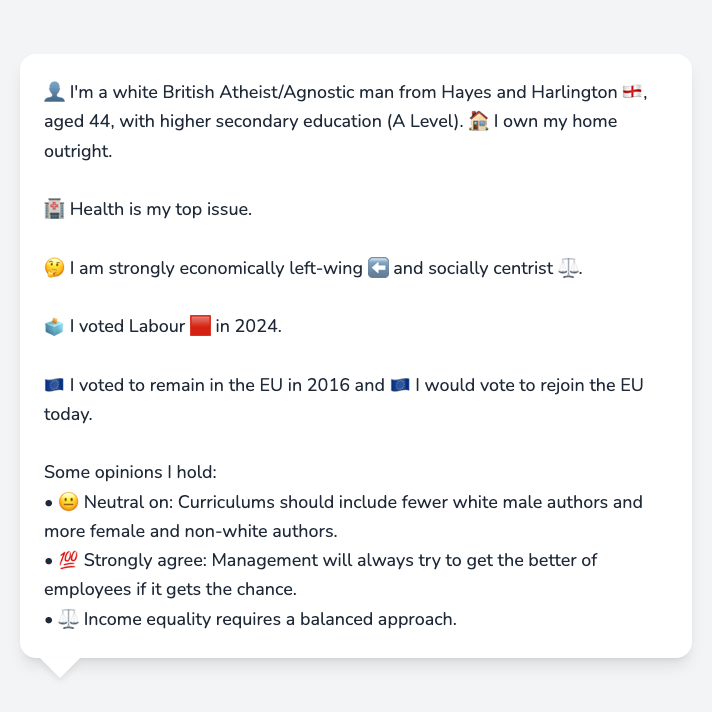 👤 I'm a white British Atheist/Agnostic man from Hayes and Harlington 🏴󠁧󠁢󠁥󠁮󠁧󠁿,
aged 44, with higher secondary education (A Level). 🏠 I own my home
outright.
🏥 Health is my top issue.
🤔 I am strongly economically left-wing ⬅️ and socially centrist ⚖️.
🗳️ I voted Labour 🟥 in 2024.
🇪🇺 I voted to remain in the EU in 2016 and 🇪🇺 I would vote to rejoin the EU
today.
Some opinions I hold:
• 😐 Neutral on: Curriculums should include fewer white male authors and
more female and non-white authors.
• 💯 Strongly agree: Management will always try to get the better of
employees if it gets the chance.
• ⚖️ Income equality requires a balanced approach.